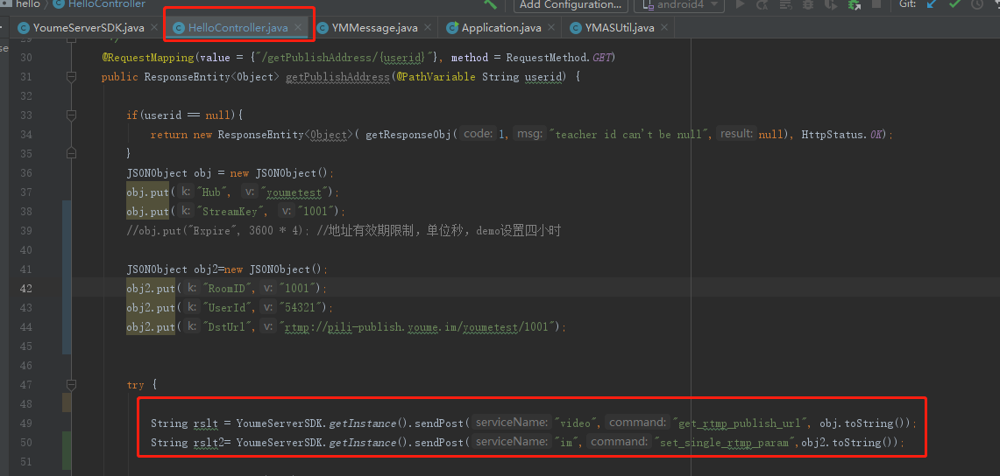 hello HelloController Add Configuration... android4 Git:
YoumeServerSDK.java HelloController.java YMMessage.java Application.java YMASUtil.java
30 @RequestMapping(value = {"/getPublishAddress/{userid}"}, method = RequestMethod.GET)
31 public ResponseEntity<Object> getPublishAddress(@PathVariable String userid) {
32
33 if(userid == null){
34 return new ResponseEntity<Object>( getResponseObj( code: 1, msg: "teacher id can't be null", result: null), HttpStatus.OK);
35 }
36 JSONObject obj = new JSONObject();
37 obj.put( k: "Hub", v: "youmetest");
38 obj.put( k: "StreamKey", v: "1001");
39 //obj.put("Expire", 3600 * 4); //地址有效期限制，单位秒，demo设置四小时
40
41 JSONObject obj2=new JSONObject();
42 obj2.put( k: "RoomID", v: "1001");
43 obj2.put( k: "UserId", v: "54321");
44 obj2.put( k: "DstUrl", v: "rtmp://pili-publish.youme.im/youmetest/1001");
45
46
47 try {
48
49 String rslt = YoumeServerSDK.getInstance().sendPost( serviceName: "video", command: "get_rtmp_publish_url", obj.toString());
50 String rslt2= YoumeServerSDK.getInstance().sendPost( serviceName: "im", command: "set_single_rtmp_param",obj2.toString());
51